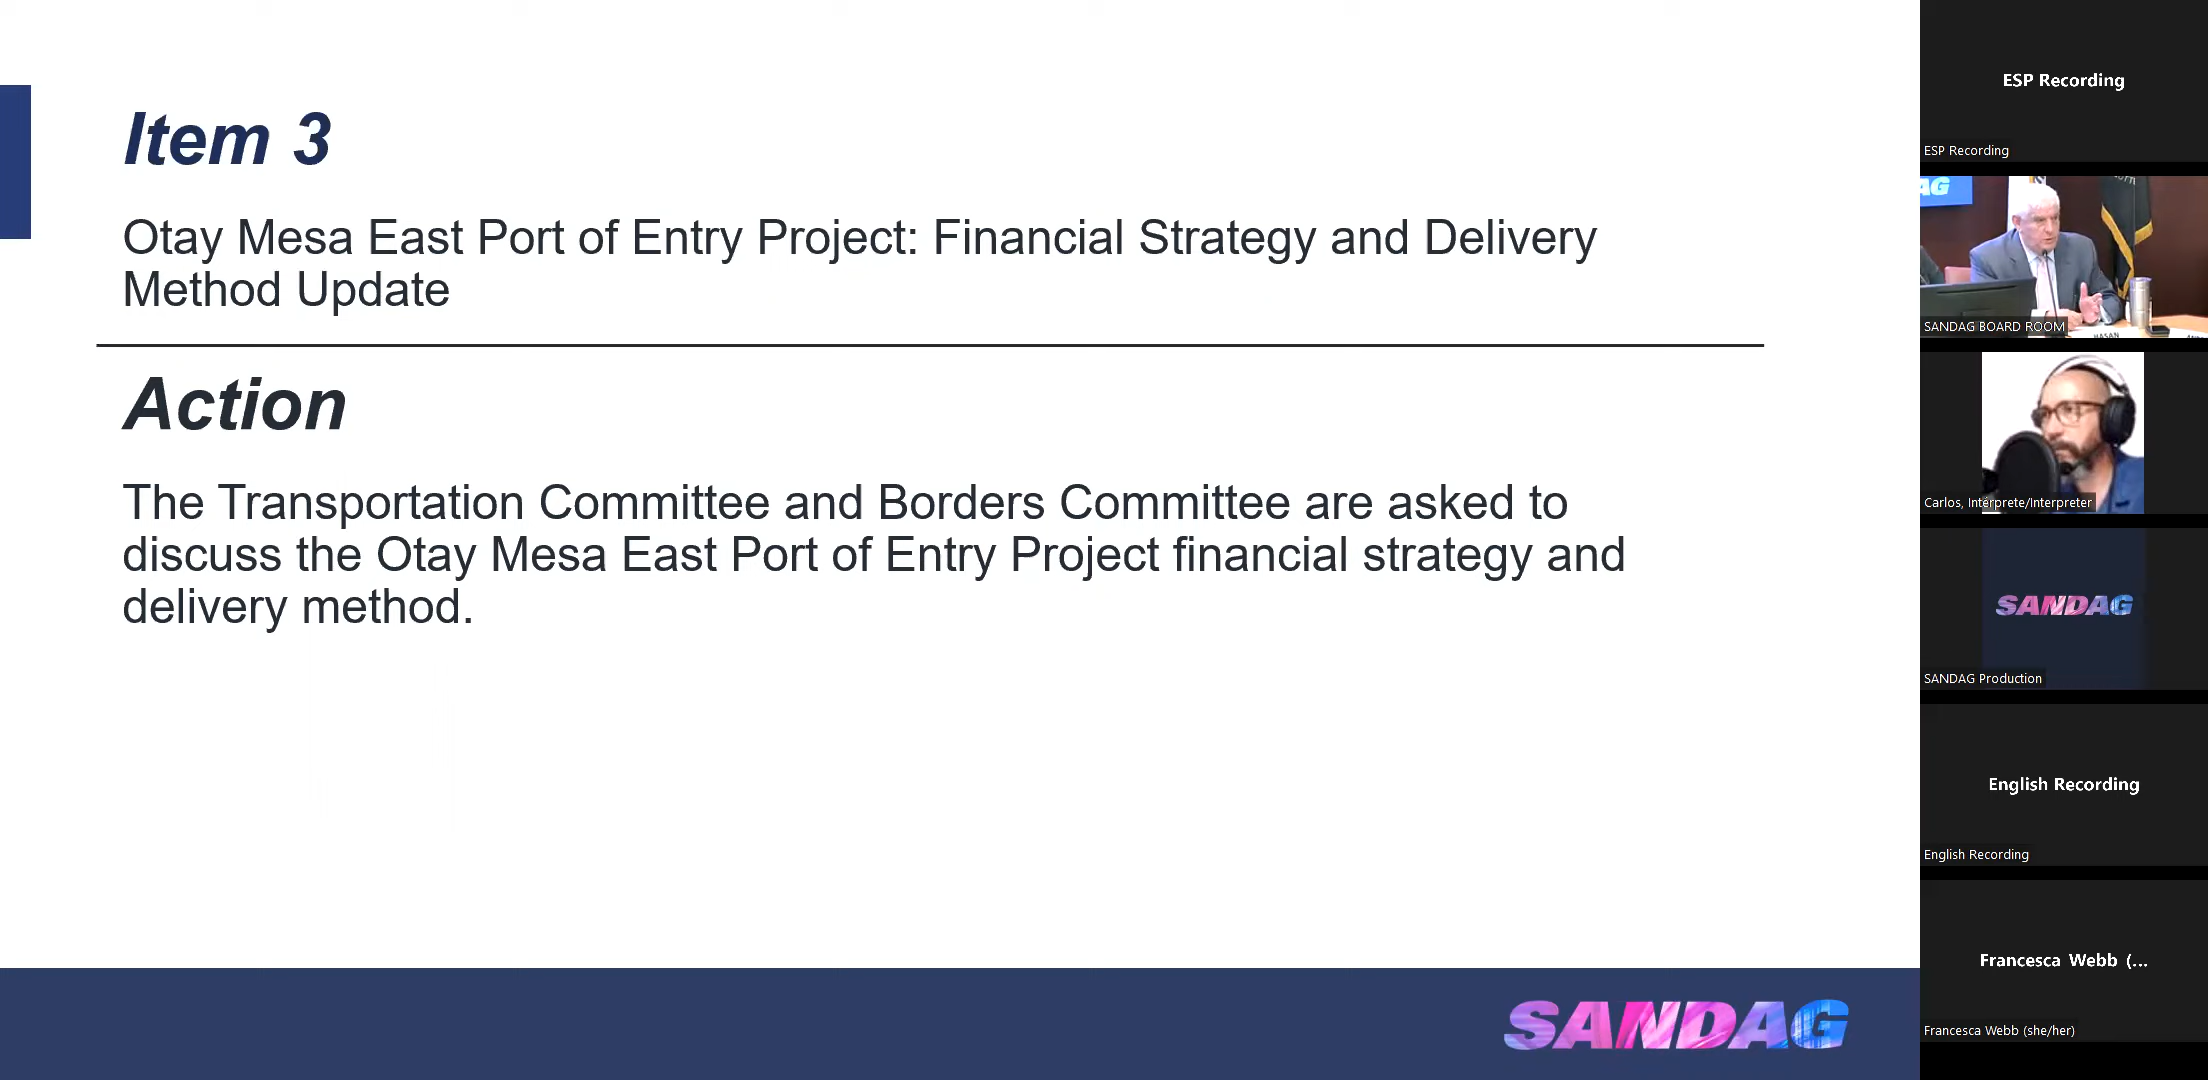 Item 3
Otay Mesa East Port of Entry Project: Financial Strategy and Delivery
Method Update
Action
The Transportation Committee and Borders Committee are asked to
discuss the Otay Mesa East Port of Entry Project financial strategy and
delivery method.
SANDAG
ESP Recording
ESP Recording
AG
SANDAG BOARD ROOM
HASAN
Carlos, Intérprete/Interpreter
SANDAG
SANDAG Production
English Recording
English Recording
Francesca Webb (...
Francesca Webb (she/her)